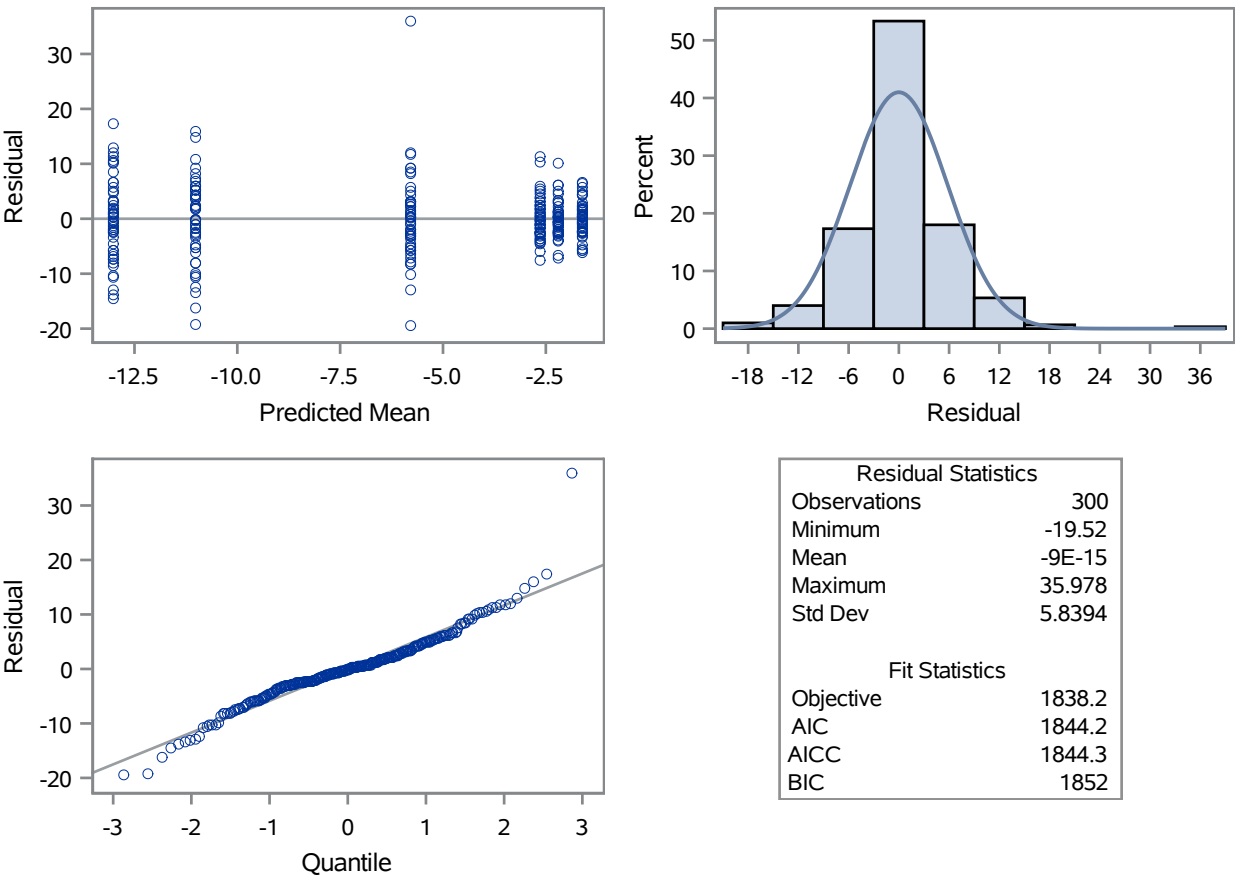 30
20
10
0
-10
-20
Residual
-12.5 -10.0 -7.5 -5.0 -2.5
Predicted Mean
50
40
30
20
10
0
Percent
-18 -12 -6 0 6 12 18 24 30 36
Residual
30
20
10
0
-10
-20
Residual
-3 -2 -1 0 1 2 3
Quantile
Residual Statistics
Observations 300
Minimum -19.52
Mean -9E-15
Maximum 35.978
Std Dev 5.8394
Fit Statistics
Objective 1838.2
AIC 1844.2
AICC 1844.3
BIC 1852